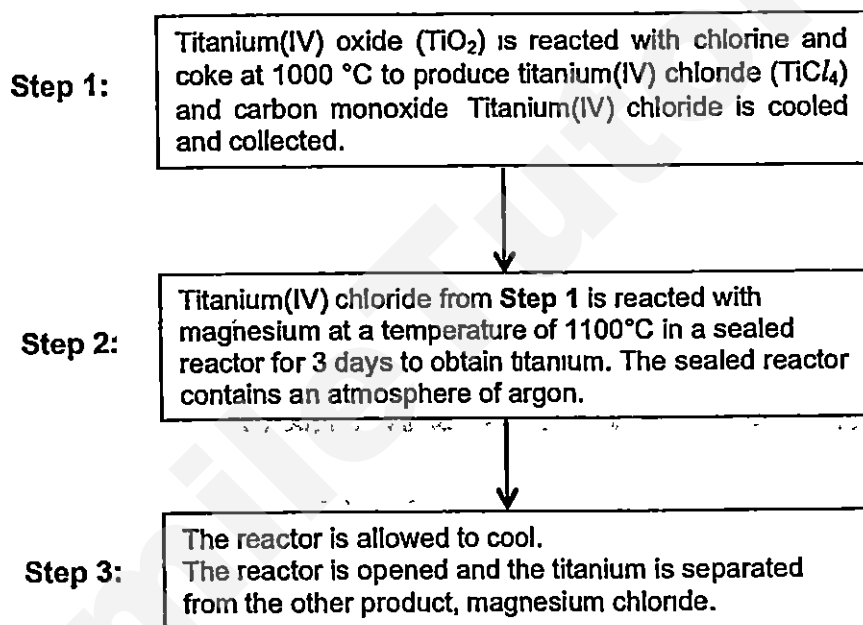 Titanium(IV) oxide (TiO₂) is reacted with chlorine and
Step 1: coke at 1000 °C to produce titanium(IV) chloride (TiCl₄)
and carbon monoxide Titanium(IV) chloride is cooled
and collected.
Titanium(IV) chloride from Step 1 is reacted with
Step 2: magnesium at a temperature of 1100°C in a sealed
reactor for 3 days to obtain titanium. The sealed reactor
contains an atmosphere of argon.
The reactor is allowed to cool.
Step 3: The reactor is opened and the titanium is separated
from the other product, magnesium chloride.